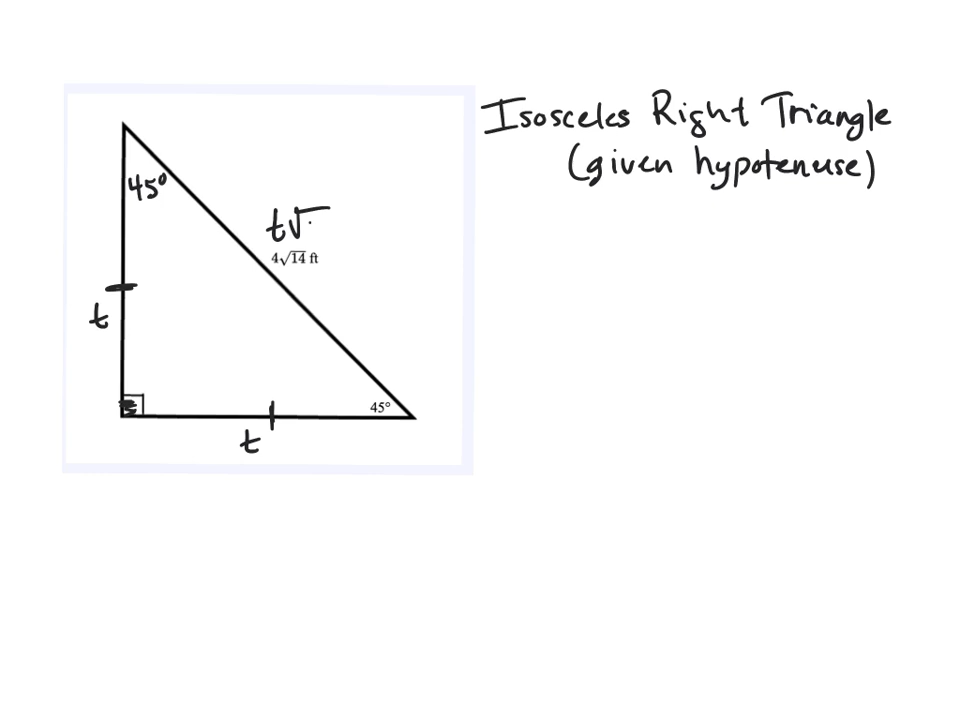 Isosceles Right Triangle
(given hypotenuse)
45°
t√
4√14 ft
t
45°
t